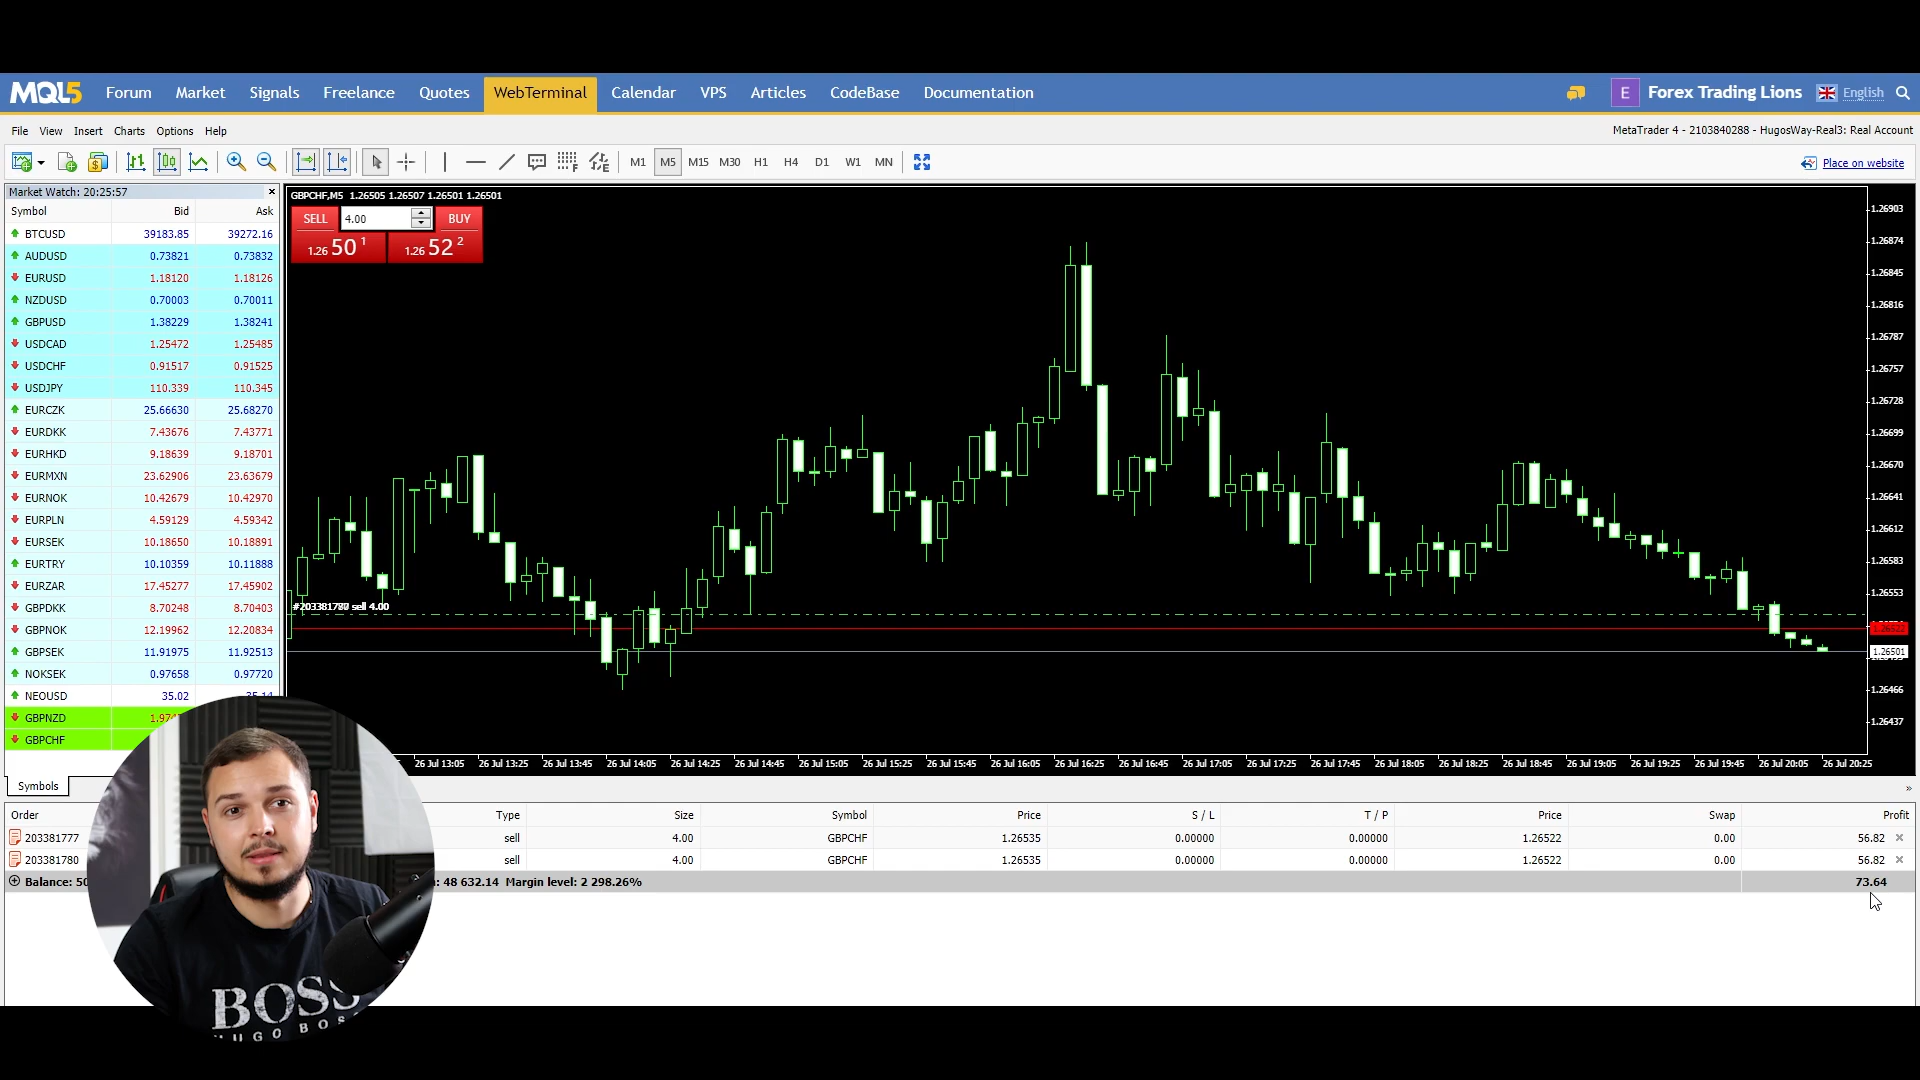 MQL5 Forum Market Signals Freelance Quotes WebTerminal Calendar VPS Articles CodeBase Documentation E Forex Trading Lions English
File View Insert Charts Options Help MetaTrader 4 - 2103840288 - HugosWay-Real3: Real Account
M1 M5 M15 M30 H1 H4 D1 W1 MN Place on website
Market Watch: 20:25:57
Symbol Bid Ask
BTCUSD 39183.85 39272.16
AUDUSD 0.73821 0.73832
EURUSD 1.18120 1.18126
NZDUSD 0.70003 0.70011
GBPUSD 1.38229 1.38241
USDCAD 1.25472 1.25485
USDCHF 0.91517 0.91525
USDJPY 110.339 110.345
EURCZK 25.66630 25.68270
EURDKK 7.43676 7.43771
EURHKD 9.18639 9.18701
EURMXN 23.62906 23.63679
EURNOK 10.42679 10.42970
EURPLN 4.59129 4.59342
EURSEK 10.18650 10.18891
EURTRY 10.10359 10.11888
EURZAR 17.45277 17.45902
GBPDKK 8.70248 8.70403
GBPNOK 12.19962 12.20834
GBPSEK 11.91975 11.92513
NOKSEK 0.97658 0.97720
NEOUSD 35.02
GBPNZD
GBPCHF
Symbols
GBPCHF,M5 1.26505 1.26507 1.26501 1.26501
SELL 4.00 BUY
1.26 50 1 1.26 52 2
sell 4.00
1.26903
1.26874
1.26845
1.26816
1.26787
1.26757
1.26728
1.26699
1.26670
1.26641
1.26612
1.26583
1.26553
1.26522
1.26501
1.26466
1.26437
26 Jul 13:05 26 Jul 13:25 26 Jul 13:45 26 Jul 14:05 26 Jul 14:25 26 Jul 14:45 26 Jul 15:05 26 Jul 15:25 26 Jul 15:45 26 Jul 16:05 26 Jul 16:25 26 Jul 16:45 26 Jul 17:05 26 Jul 17:25 26 Jul 17:45 26 Jul 18:05 26 Jul 18:25 26 Jul 18:45 26 Jul 19:05 26 Jul 19:25 26 Jul 19:45 26 Jul 20:05 26 Jul 20:25
Order Type Size Symbol Price S / L T / P Price Swap Profit
203381777 sell 4.00 GBPCHF 1.26535 0.00000 0.00000 1.26522 0.00 56.82
203381780 sell 4.00 GBPCHF 1.26535 0.00000 0.00000 1.26522 0.00 56.82
Balance: 48 632.14 Margin level: 2 298.26% 73.64
BOSS
HUGO BOSS